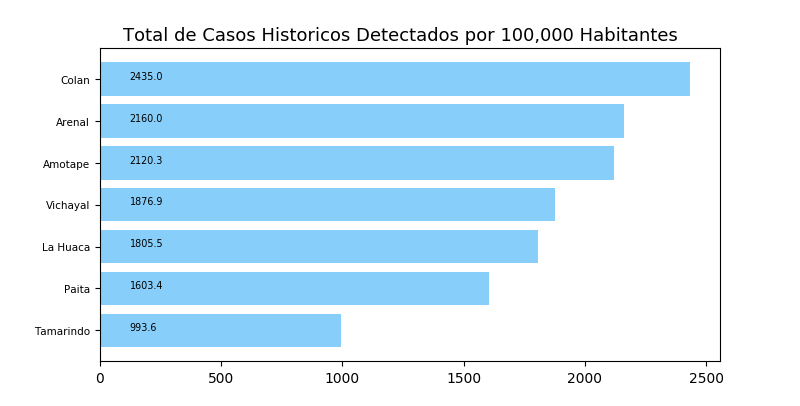 Total de Casos Historicos Detectados por 100,000 Habitantes
Colan 2435.0
Arenal 2160.0
Amotape 2120.3
Vichayal 1876.9
La Huaca 1805.5
Paita 1603.4
Tamarindo 993.6
0 500 1000 1500 2000 2500